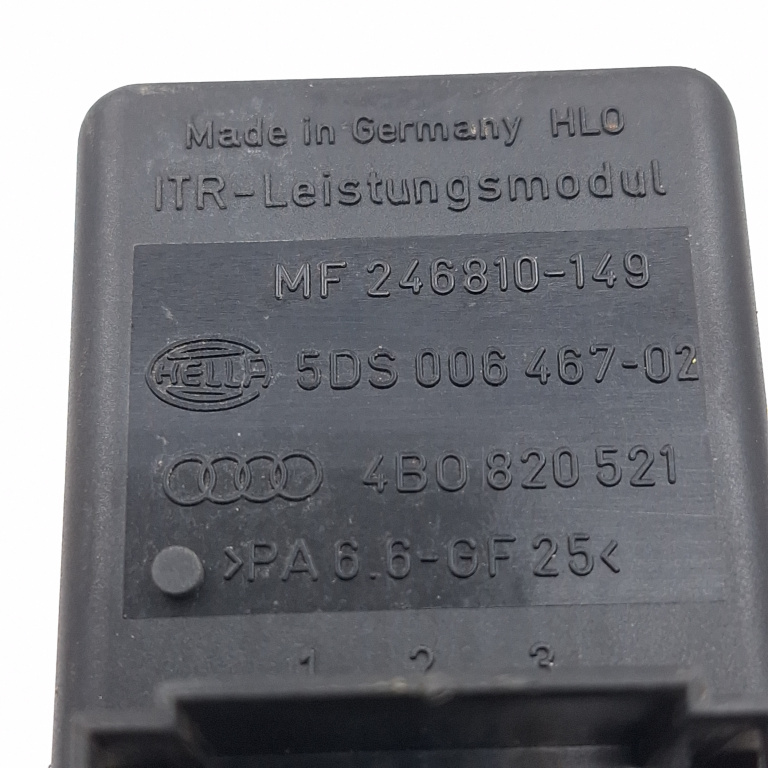 Made in Germany HLO
ITR-Leistungsmodul
MF 246810-149
HELLA 5DS 006 467-02
4B0 820 521
>PA 6.6-GF 25<
1 2 3